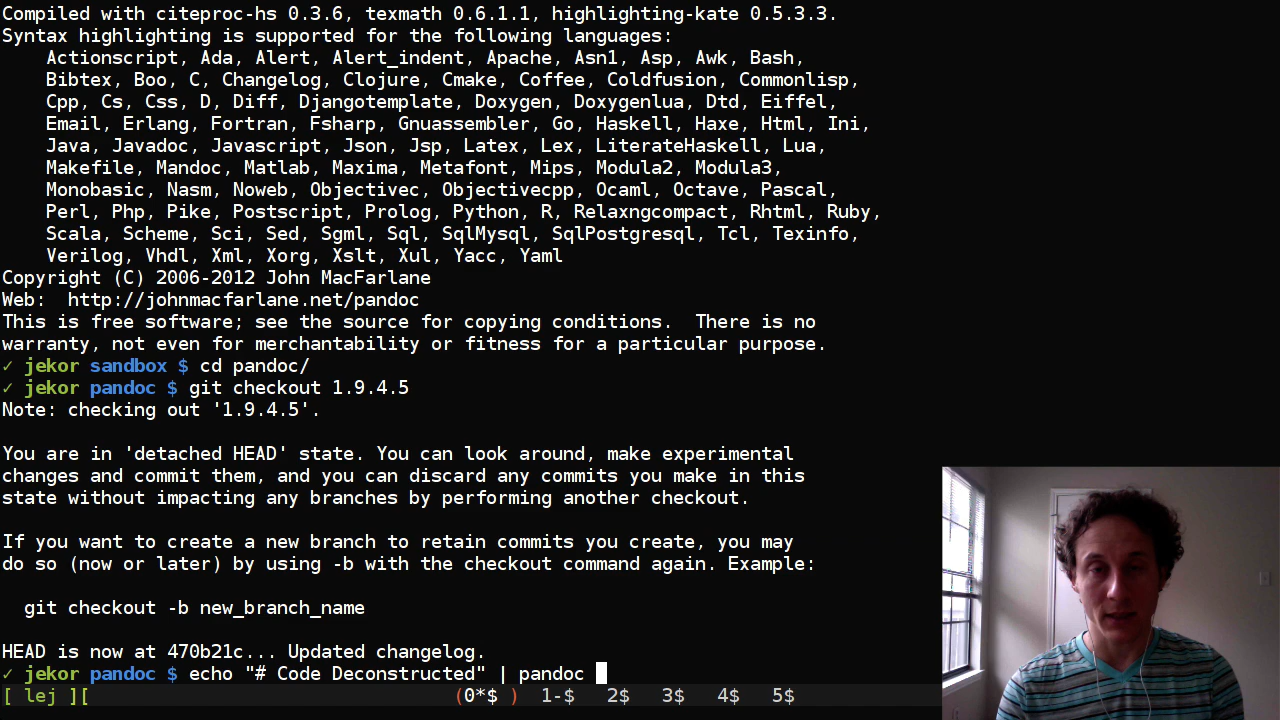 Compiled with citeproc-hs 0.3.6, texmath 0.6.1.1, highlighting-kate 0.5.3.3.
Syntax highlighting is supported for the following languages:
    Actionscript, Ada, Alert, Alert_indent, Apache, Asn1, Asp, Awk, Bash,
    Bibtex, Boo, C, Changelog, Clojure, Cmake, Coffee, Coldfusion, Commonlisp,
    Cpp, Cs, Css, D, Diff, Djangotemplate, Doxygen, Doxygenlua, Dtd, Eiffel,
    Email, Erlang, Fortran, Fsharp, Gnuassembler, Go, Haskell, Haxe, Html, Ini,
    Java, Javadoc, Javascript, Json, Jsp, Latex, Lex, LiterateHaskell, Lua,
    Makefile, Mandoc, Matlab, Maxima, Metafont, Mips, Modula2, Modula3,
    Monobasic, Nasm, Noweb, Objectivec, Objectivecpp, Ocaml, Octave, Pascal,
    Perl, Php, Pike, Postscript, Prolog, Python, R, Relaxngcompact, Rhtml, Ruby,
    Scala, Scheme, Sci, Sed, Sgml, Sql, SqlMysql, SqlPostgresql, Tcl, Texinfo,
    Verilog, Vhdl, Xml, Xorg, Xslt, Xul, Yacc, Yaml
Copyright (C) 2006-2012 John MacFarlane
Web:  http://johnmacfarlane.net/pandoc
This is free software; see the source for copying conditions.  There is no
warranty, not even for merchantability or fitness for a particular purpose.
✓ jekor sandbox $ cd pandoc/
✓ jekor pandoc $ git checkout 1.9.4.5
Note: checking out '1.9.4.5'.
You are in 'detached HEAD' state. You can look around, make experimental
changes and commit them, and you can discard any commits you make in this
state without impacting any branches by performing another checkout.
If you want to create a new branch to retain commits you create, you may
do so (now or later) by using -b with the checkout command again. Example:
  git checkout -b new_branch_name
HEAD is now at 470b21c... Updated changelog.
✓ jekor pandoc $ echo "# Code Deconstructed" | pandoc
[ lej ][ (0*$ ) 1-$ 2$ 3$ 4$ 5$